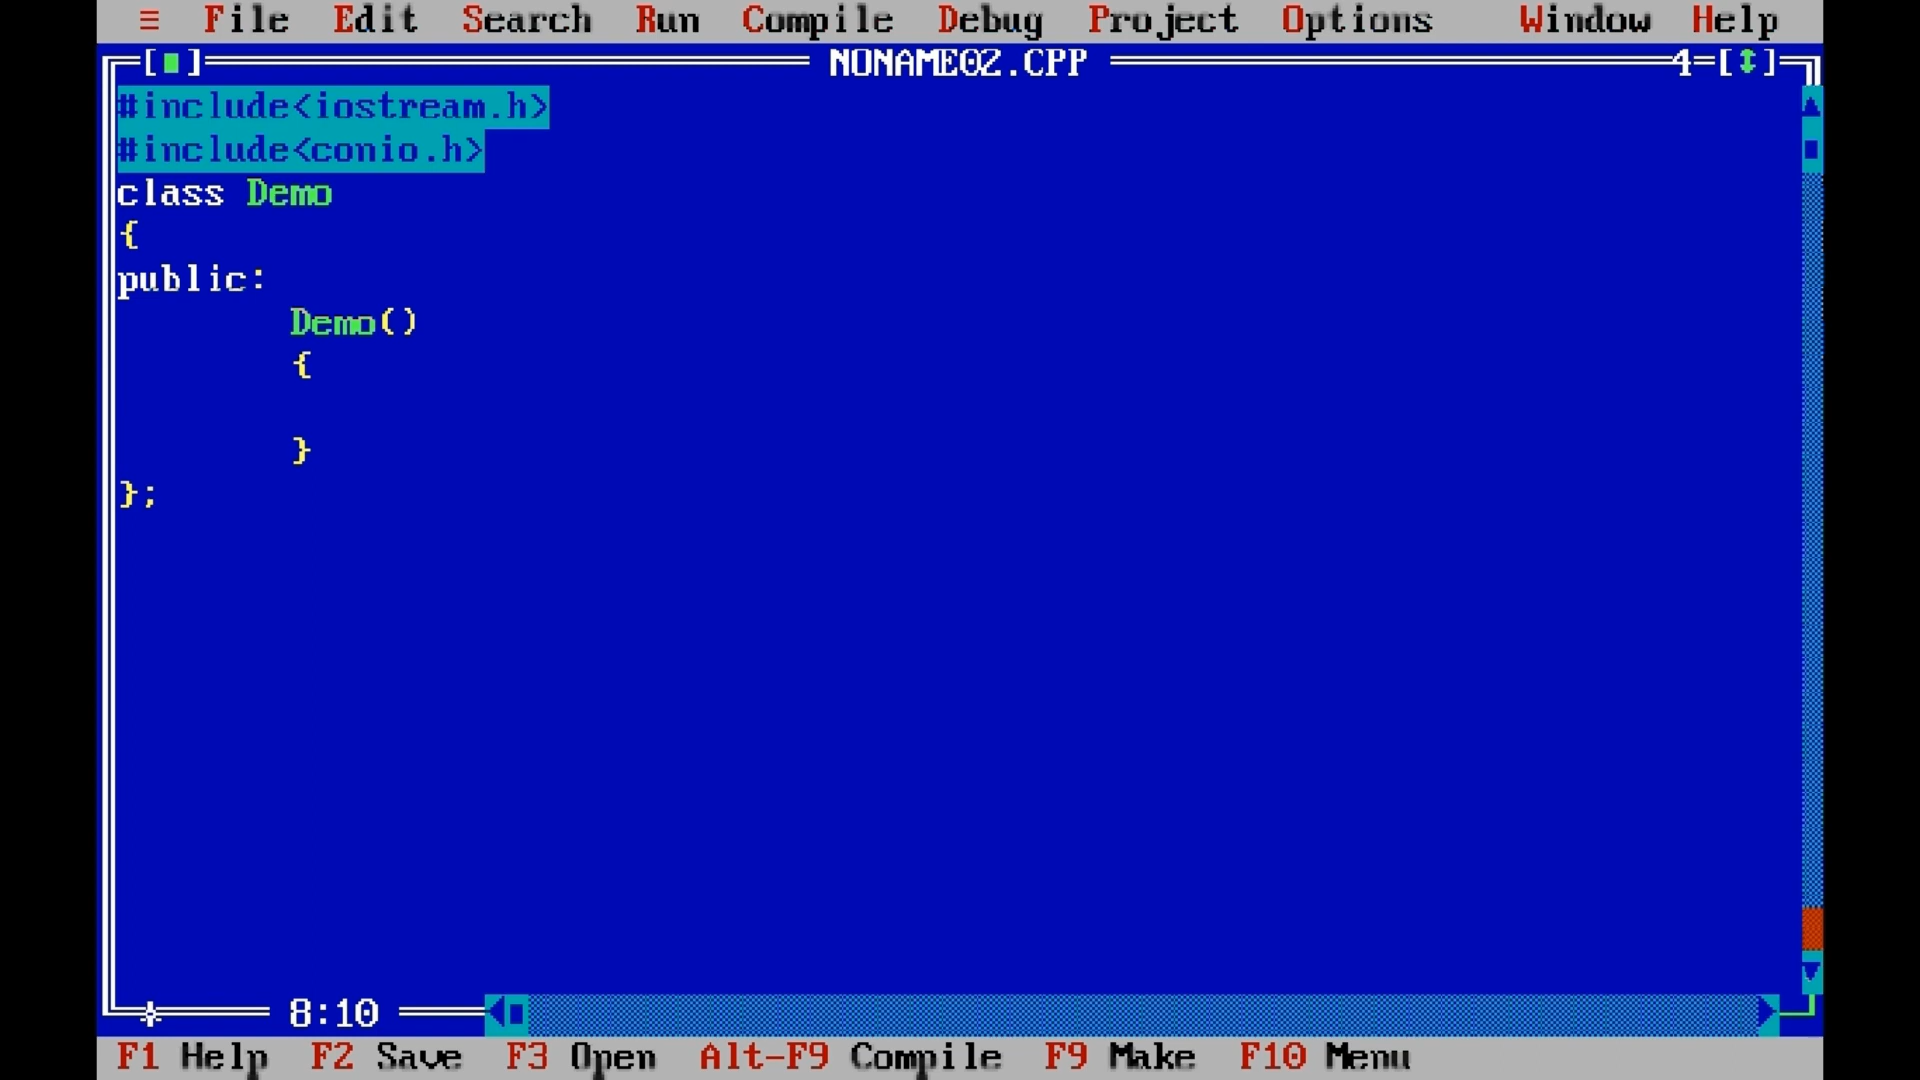 ≡ File Edit Search Run Compile Debug Project Options Window Help
[■] NONAME02.CPP 4=[↕]
#include<iostream.h>
#include<conio.h>
class Demo
{
public:
Demo()
{
}
};
8:10
F1 Help F2 Save F3 Open Alt-F9 Compile F9 Make F10 Menu